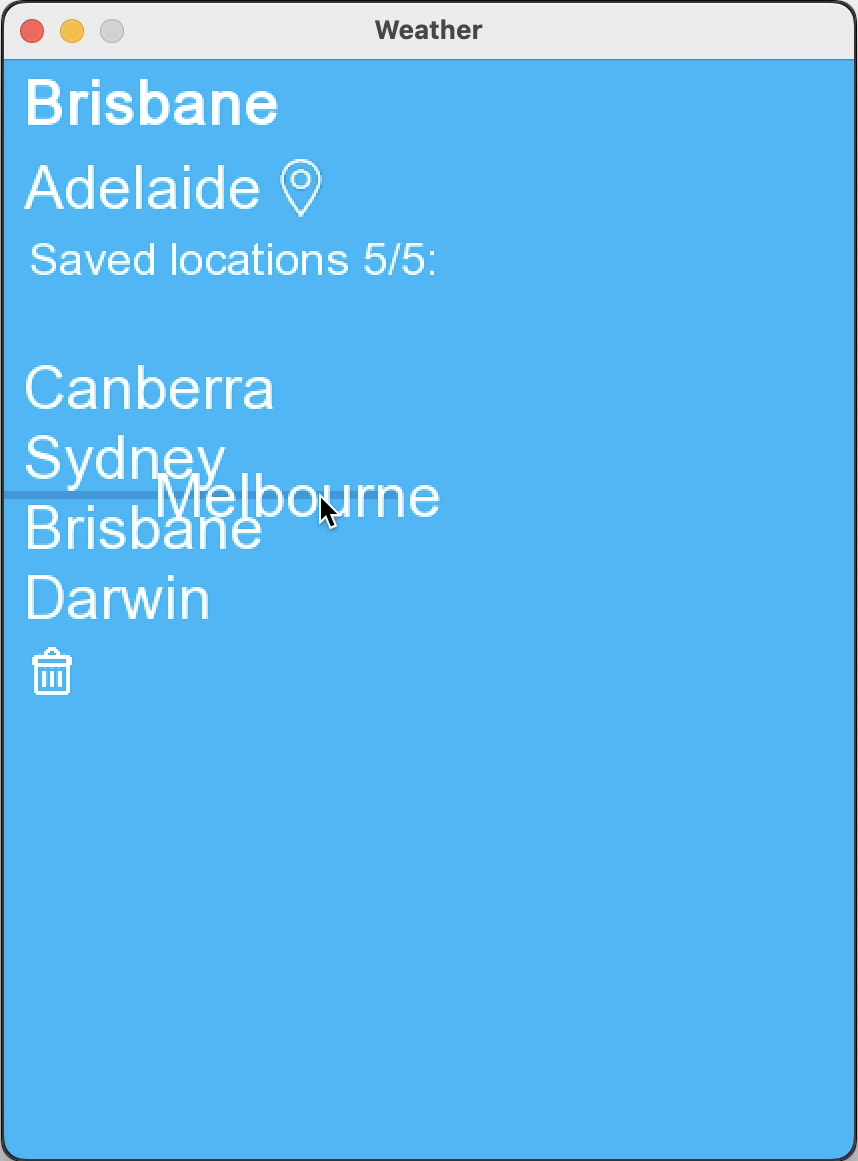 Weather
Brisbane
Adelaide
Saved locations 5/5:
Canberra
Sydney
Melbourne
Brisbane
Darwin